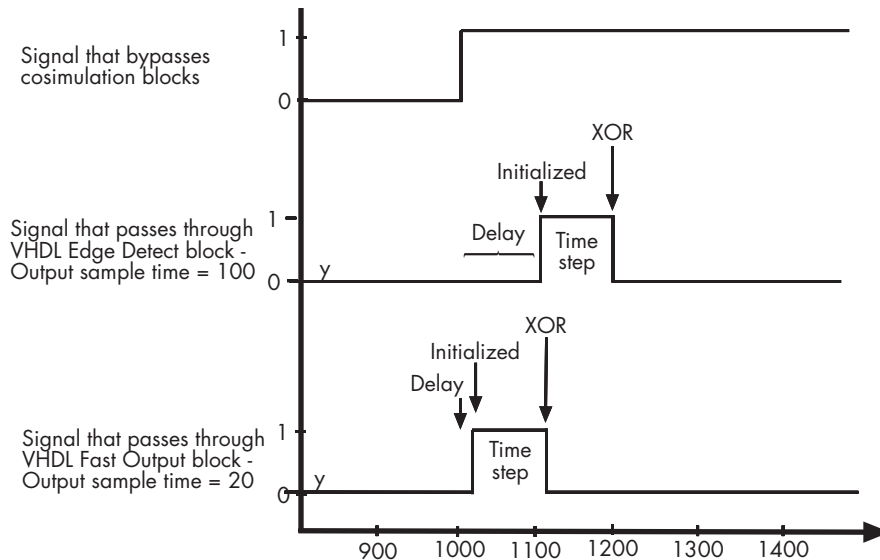 Signal that bypasses
cosimulation blocks
1
0
XOR
Initialized
Signal that passes through
VHDL Edge Detect block -
Output sample time = 100
1
Delay
Time
step
0
y
XOR
Initialized
Delay
Signal that passes through
VHDL Fast Output block -
Output sample time = 20
1
Time
step
y
0
900
1000
1100
1200
1300
1400